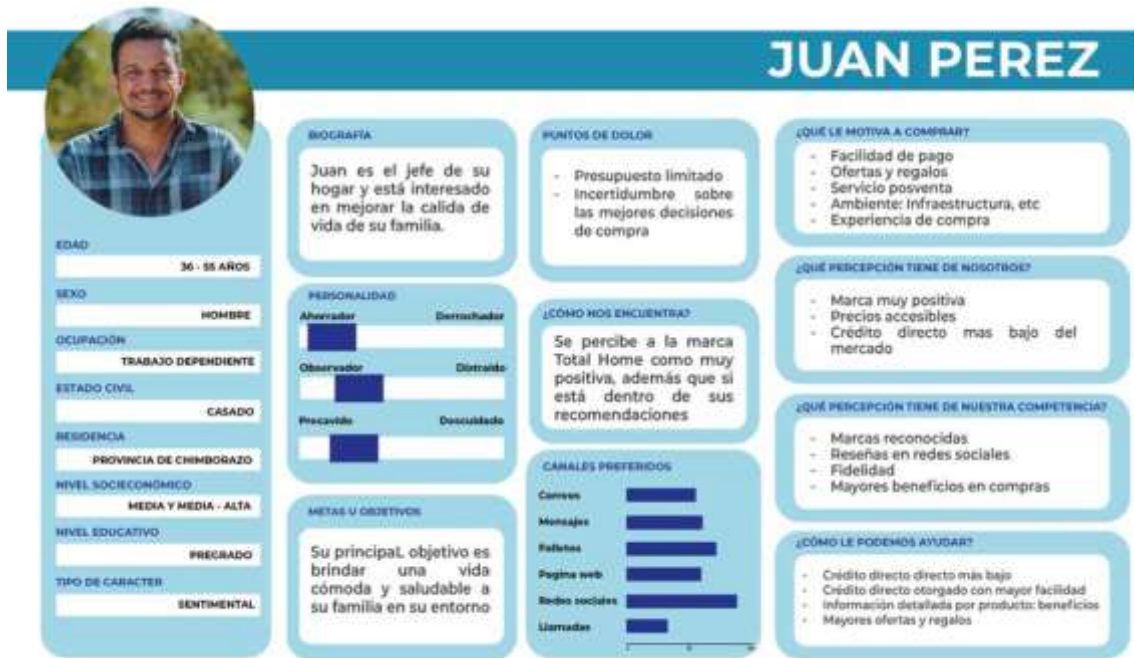 JUAN PEREZ
EDAD
36 - 55 AÑOS
SEXO
HOMBRE
OCUPACIÓN
TRABAJO DEPENDIENTE
ESTADO CIVIL
CASADO
RESIDENCIA
PROVINCIA DE CHIMBORAZO
NIVEL SOCIOECONÓMICO
MEDIA Y MEDIA - ALTA
NIVEL EDUCATIVO
PREGRADO
TIPO DE CARACTER
SENTIMENTAL
BIOGRAFÍA
Juan es el jefe de su
hogar y está interesado
en mejorar la calida de
vida de su familia.
PERSONALIDAD
Ahorrador Derrochador
Observador Distraido
Precavido Descuidado
METAS U OBJETIVOS
Su principal. objetivo es
brindar una vida
cómoda y saludable a
su familia en su entorno
PUNTOS DE DOLOR
- Presupuesto limitado
- Incertidumbre sobre
las mejores decisiones
de compra
¿CÓMO NOS ENCUENTRA?
Se percibe a la marca
Total Home como muy
positiva, además que si
está dentro de sus
recomendaciones
CANALES PREFERIDOS
Correos
Mensajes
Folletos
Pagina web
Redes sociales
Llamadas
¿QUÉ LE MOTIVA A COMPRAR?
- Facilidad de pago
- Ofertas y regalos
- Servicio posventa
- Ambiente: Infraestructura, etc
- Experiencia de compra
¿QUÉ PERCEPCIÓN TIENE DE NOSOTROS?
- Marca muy positiva
- Precios accesibles
- Crédito directo mas bajo del
mercado
¿QUÉ PERCEPCIÓN TIENE DE NUESTRA COMPETENCIA?
- Marcas reconocidas
- Reseñas en redes sociales
- Fidelidad
- Mayores beneficios en compras
¿CÓMO LE PODEMOS AYUDAR?
- Crédito directo directo más bajo
- Crédito directo otorgado con mayor facilidad
- Información detallada por producto: beneficios
- Mayores ofertas y regalos